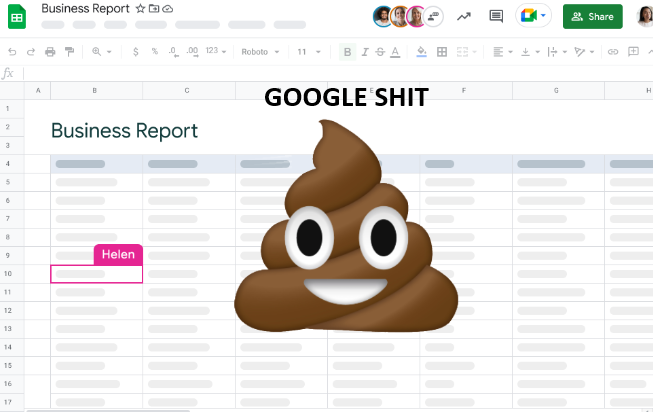 Business Report
Share
$ % .0 .00 123
Roboto
11
B I S A
fx
GOOGLE SHIT
A B C E F G H
1
2
Business Report
3
4
5
6
7
8
9
Helen
10
11
12
13
14
15
16
17